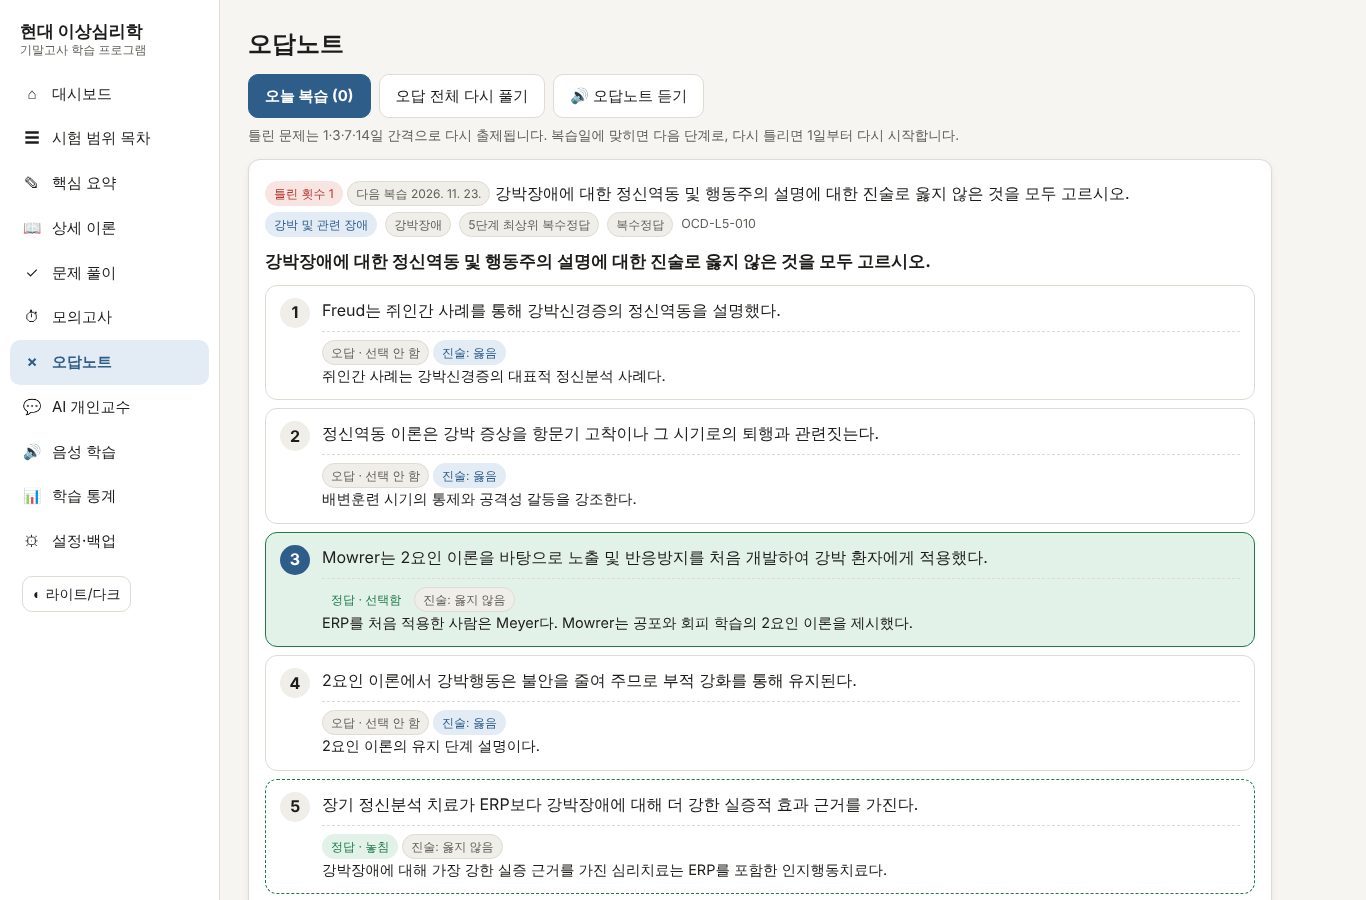 현대 이상심리학
기말고사 학습 프로그램
대시보드
시험 범위 목차
핵심 요약
상세 이론
문제 풀이
모의고사
오답노트
AI 개인교수
음성 학습
학습 통계
설정·백업
라이트/다크
오답노트
오늘 복습 (0) 오답 전체 다시 풀기 오답노트 듣기
틀린 문제는 1·3·7·14일 간격으로 다시 출제됩니다. 복습일에 맞히면 다음 단계로, 다시 틀리면 1일부터 다시 시작합니다.
틀린 횟수 1 다음 복습 2026. 11. 23. 강박장애에 대한 정신역동 및 행동주의 설명에 대한 진술로 옳지 않은 것을 모두 고르시오.
강박 및 관련 장애 강박장애 5단계 최상위 복수정답 복수정답 OCD-L5-010
강박장애에 대한 정신역동 및 행동주의 설명에 대한 진술로 옳지 않은 것을 모두 고르시오.
1 Freud는 쥐인간 사례를 통해 강박신경증의 정신역동을 설명했다.
오답 · 선택 안 함 진술: 옳음
쥐인간 사례는 강박신경증의 대표적 정신분석 사례다.
2 정신역동 이론은 강박 증상을 항문기 고착이나 그 시기로의 퇴행과 관련짓는다.
오답 · 선택 안 함 진술: 옳음
배변훈련 시기의 통제와 공격성 갈등을 강조한다.
3 Mowrer는 2요인 이론을 바탕으로 노출 및 반응방지를 처음 개발하여 강박 환자에게 적용했다.
정답 · 선택함 진술: 옳지 않음
ERP를 처음 적용한 사람은 Meyer다. Mowrer는 공포와 회피 학습의 2요인 이론을 제시했다.
4 2요인 이론에서 강박행동은 불안을 줄여 주므로 부적 강화를 통해 유지된다.
오답 · 선택 안 함 진술: 옳음
2요인 이론의 유지 단계 설명이다.
5 장기 정신분석 치료가 ERP보다 강박장애에 대해 더 강한 실증적 효과 근거를 가진다.
정답 · 놓침 진술: 옳지 않음
강박장애에 대해 가장 강한 실증 근거를 가진 심리치료는 ERP를 포함한 인지행동치료다.